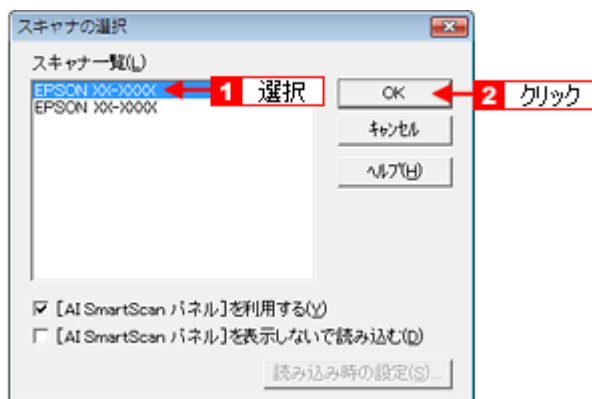 スキャナの選択
スキャナ一覧(L)
EPSON XX-XXXX
1 選択
OK
2 クリック
EPSON XX-XXXX
キャンセル
ヘルプ(H)
[AI SmartScan パネル]を利用する(Y)
[AI SmartScan パネル]を表示しないで読み込む(D)
読み込み時の設定(S)...